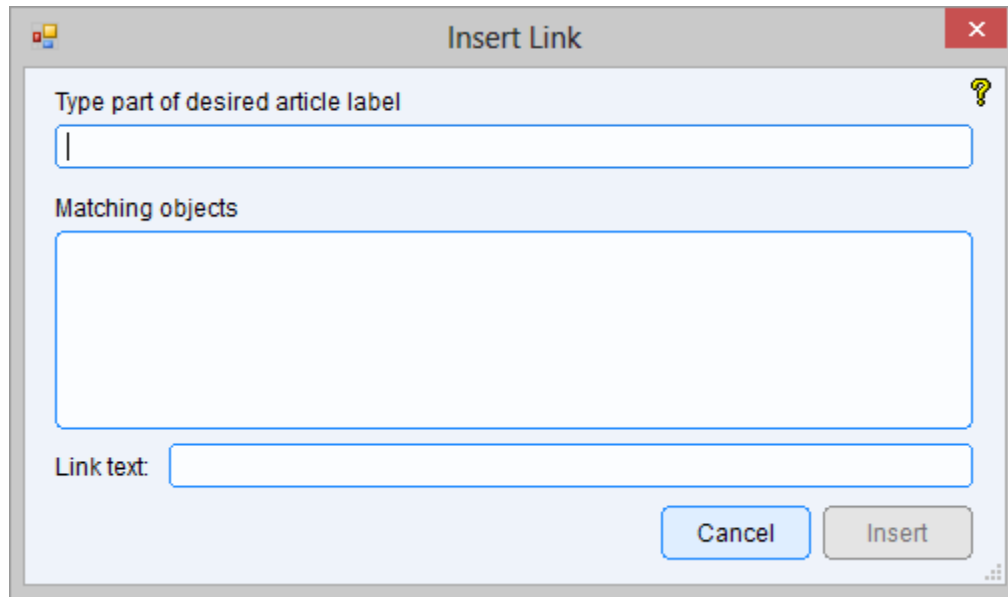 Insert Link
Type part of desired article label
Matching objects
Link text:
Cancel Insert